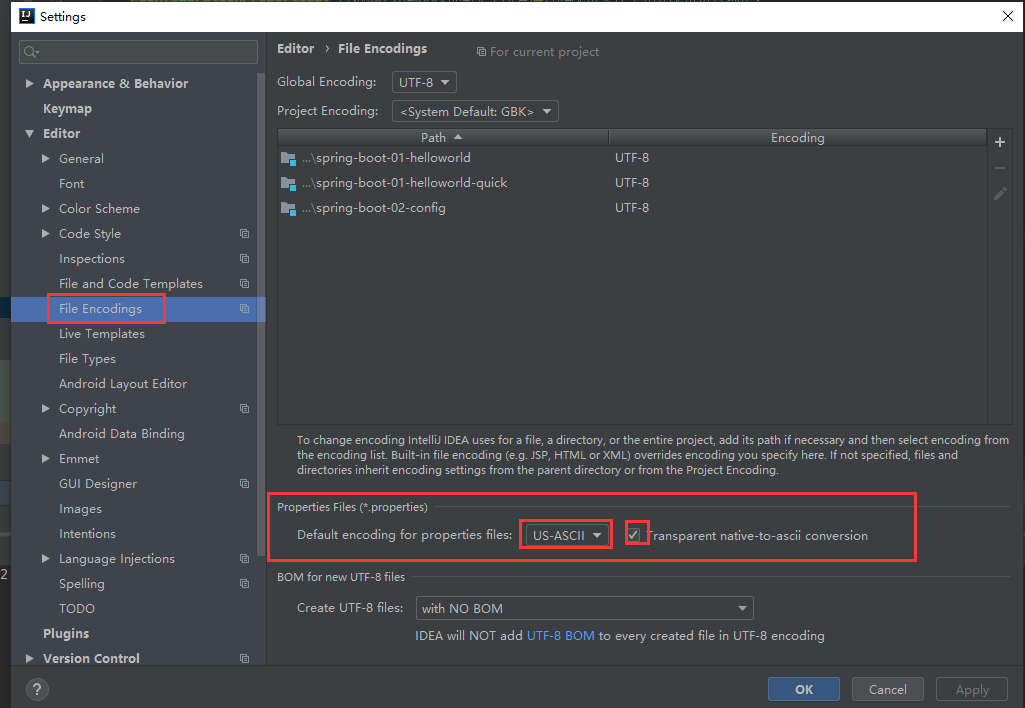 Settings
Editor › File Encodings For current project
Global Encoding: UTF-8
Project Encoding: <System Default: GBK>
Path Encoding
...\spring-boot-01-helloworld UTF-8
...\spring-boot-01-helloworld-quick UTF-8
...\spring-boot-02-config UTF-8
To change encoding IntelliJ IDEA uses for a file, a directory, or the entire project, add its path if necessary and then select encoding from
the encoding list. Built-in file encoding (e.g. JSP, HTML or XML) overrides encoding you specify here. If not specified, files and
directories inherit encoding settings from the parent directory or from the Project Encoding.
Properties Files (*.properties)
Default encoding for properties files: US-ASCII Transparent native-to-ascii conversion
BOM for new UTF-8 files
Create UTF-8 files: with NO BOM
IDEA will NOT add UTF-8 BOM to every created file in UTF-8 encoding
Appearance & Behavior
Keymap
Editor
General
Font
Color Scheme
Code Style
Inspections
File and Code Templates
File Encodings
Live Templates
File Types
Android Layout Editor
Copyright
Android Data Binding
Emmet
GUI Designer
Images
Intentions
Language Injections
Spelling
TODO
Plugins
Version Control
2
?
OK Cancel Apply